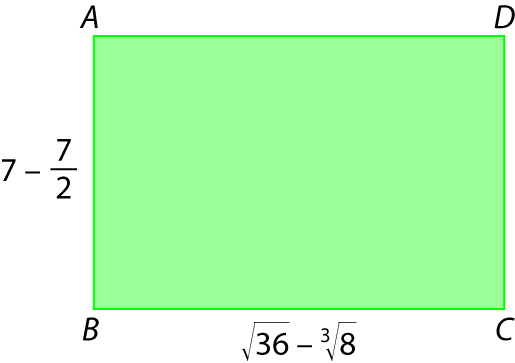 A D
7 – 7/2
B C
√36 – ∛8